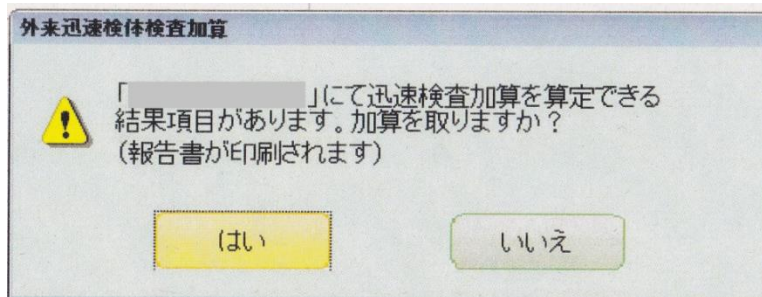 外来迅速検体検査加算
「」にて迅速検査加算を算定できる
結果項目があります。加算を取りますか？
(報告書が印刷されます)
はい
いいえ